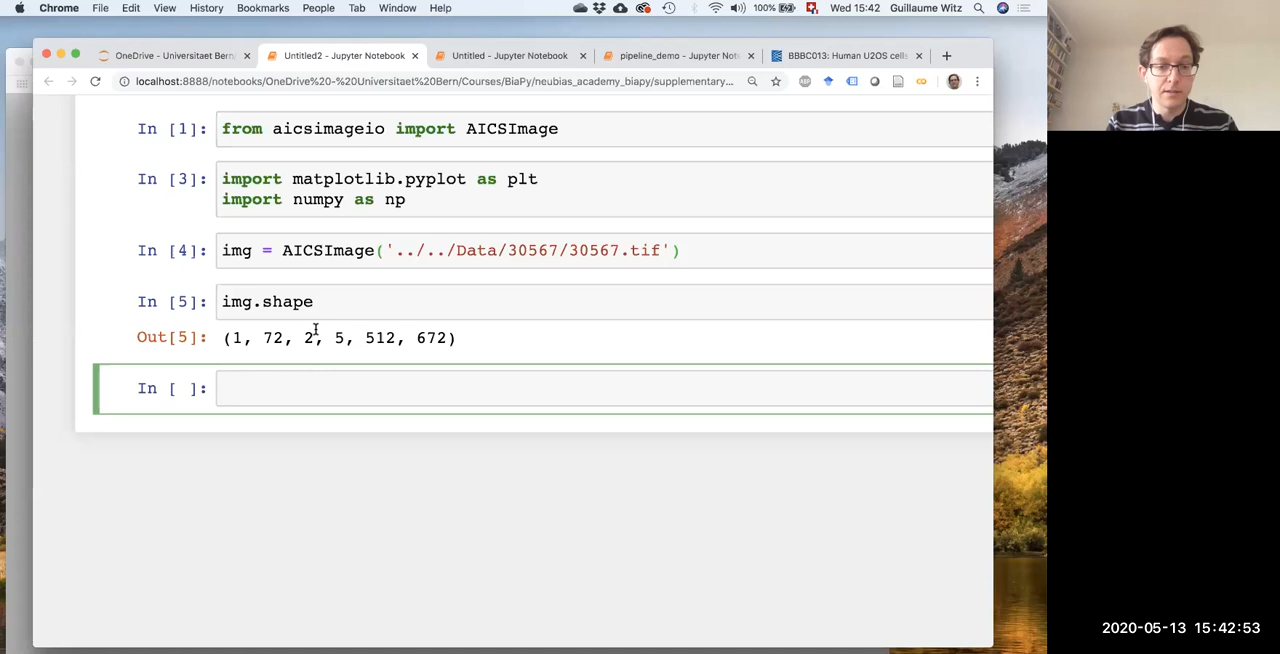 Chrome File Edit View History Bookmarks People Tab Window Help 100% Wed 15:42 Guillaume Witz
OneDrive - Universitaet Bern/ Untitled2 - Jupyter Notebook Untitled - Jupyter Notebook pipeline_demo - Jupyter Note BBBC013: Human U2OS cells
localhost:8888/notebooks/OneDrive%20-%20Universitaet%20Bern/Courses/BiaPy/neubias_academy_biapy/supplementary...
In [1]: from aicsimageio import AICSImage
In [3]: import matplotlib.pyplot as plt
import numpy as np
In [4]: img = AICSImage('../../Data/30567/30567.tif')
In [5]: img.shape
Out[5]: (1, 72, 2, 5, 512, 672)
In [ ]:
2020-05-13 15:42:53